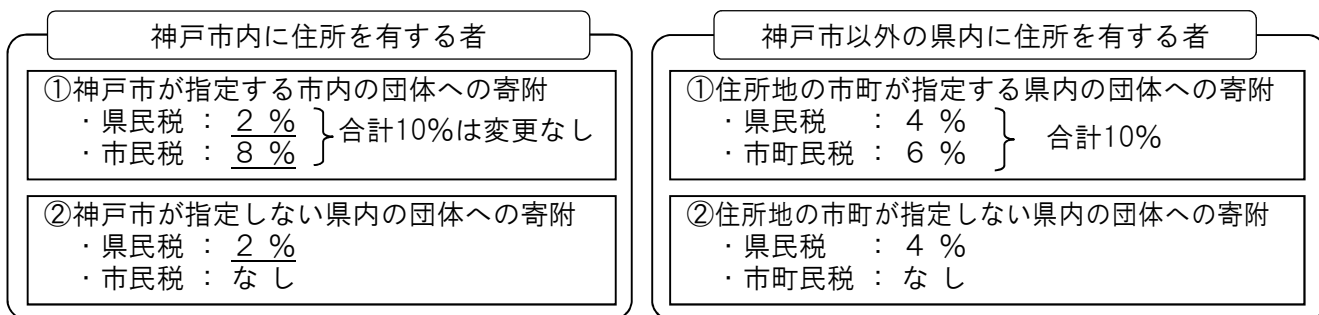 神戸市内に住所を有する者
①神戸市が指定する市内の団体への寄附
・県民税 ： 2 %
・市民税 ： 8 %
合計10%は変更なし
②神戸市が指定しない県内の団体への寄附
・県民税 ： 2 %
・市民税 ： な し
神戸市以外の県内に住所を有する者
①住所地の市町が指定する県内の団体への寄附
・県民税 ： 4 %
・市町民税 ： 6 %
合計10%
②住所地の市町が指定しない県内の団体への寄附
・県民税 ： 4 %
・市町民税 ： な し